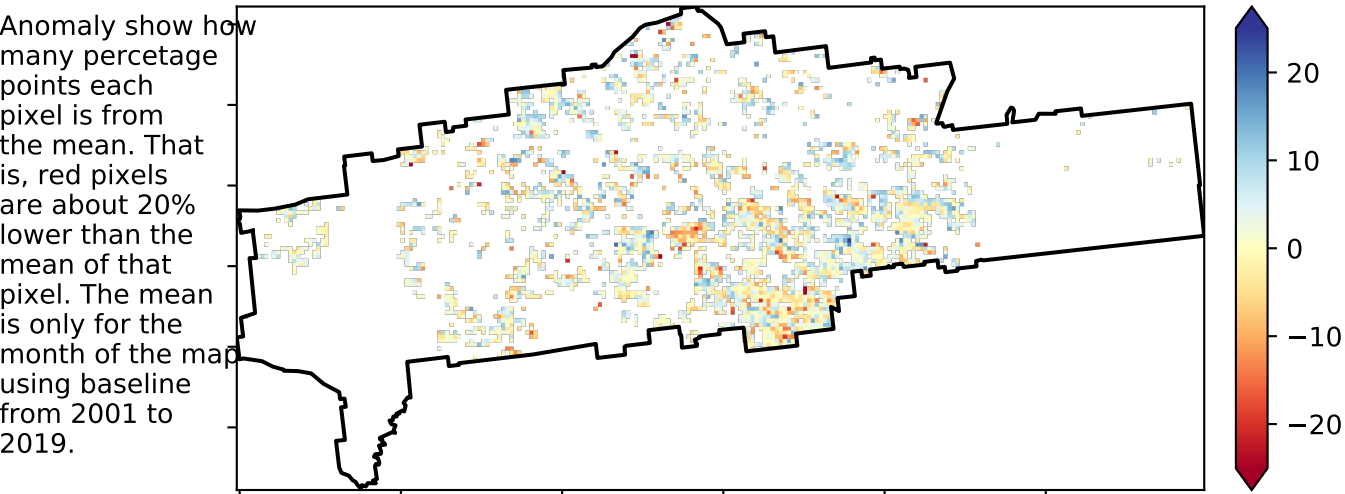 Anomaly show how
many percetage
points each
pixel is from
the mean. That
is, red pixels
are about 20%
lower than the
mean of that
pixel. The mean
is only for the
month of the map
using baseline
from 2001 to
2019.
20
10
0
−10
−20